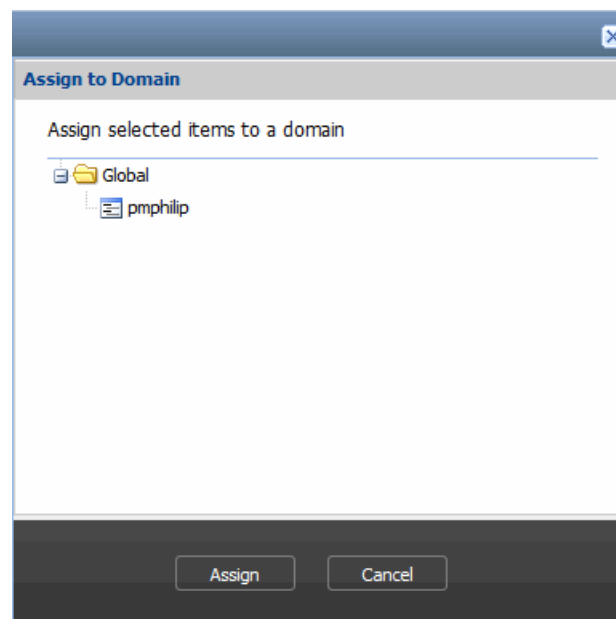 Assign to Domain
Assign selected items to a domain
Global
pmphilip
Assign Cancel